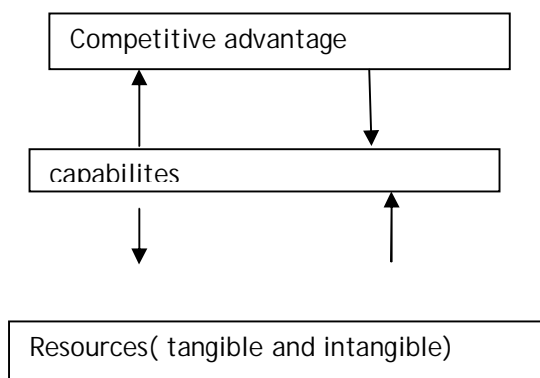 Competitive advantage
capabilites
Resources( tangible and intangible)